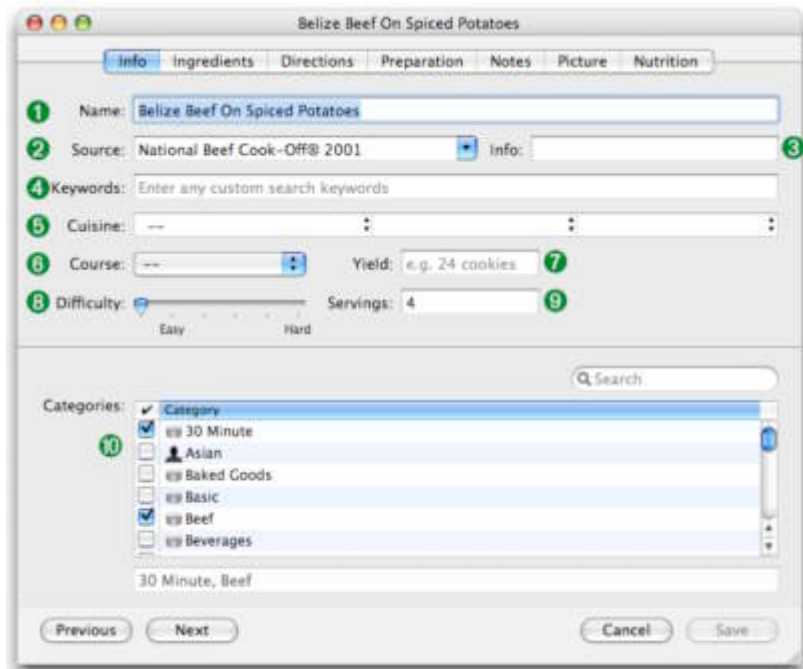 Belize Beef On Spiced Potatoes
Info Ingredients Directions Preparation Notes Picture Nutrition
1 Name: Belize Beef On Spiced Potatoes
2 Source: National Beef Cook-Off® 2001 Info: 3
4 Keywords: Enter any custom search keywords
5 Cuisine: --
6 Course: -- Yield: e.g. 24 cookies 7
8 Difficulty: Servings: 4 9
Easy Hard
Search
Categories: Category
30 Minute
10 Asian
Baked Goods
Basic
Beef
Beverages
30 Minute, Beef
Previous Next Cancel Save